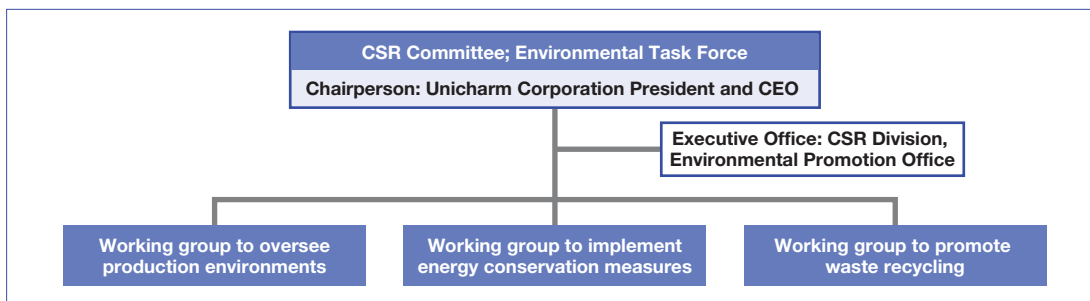 CSR Committee; Environmental Task Force
Chairperson: Unicharm Corporation President and CEO
Executive Office: CSR Division,
Environmental Promotion Office
Working group to oversee
production environments
Working group to implement
energy conservation measures
Working group to promote
waste recycling